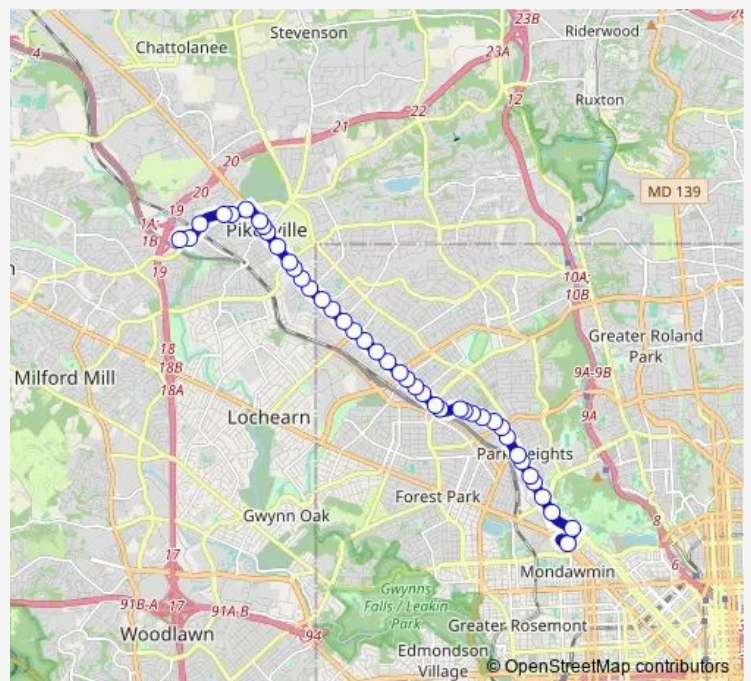 23B
Stevenson
Riderwood
Chattolanee
4
23A
12
22
Ruxton
21
20
MD 139
20
19
1A;
1B
Pikesville
19
10A;
10B
Greater Roland
Park
18
18B
18A
9A-9B
Milford Mill
9A
Lochearn
Park Heights
Forest Park
Gwynn Oak
8
17
6
Mondawmin
Gwynns
Falls / Leakin
Park
91B-A
17
91A-B
Greater Rosemont
94
Woodlawn
Edmondson
Village
© OpenStreetMap contributors